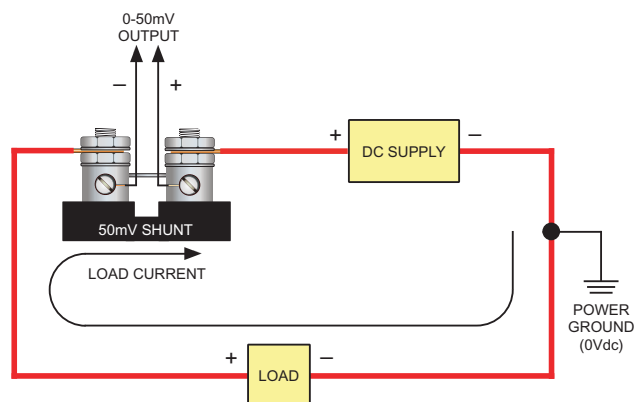 0-50mV
OUTPUT
– +
+ DC SUPPLY –
50mV SHUNT
LOAD CURRENT
POWER
GROUND
(0Vdc)
+ LOAD –